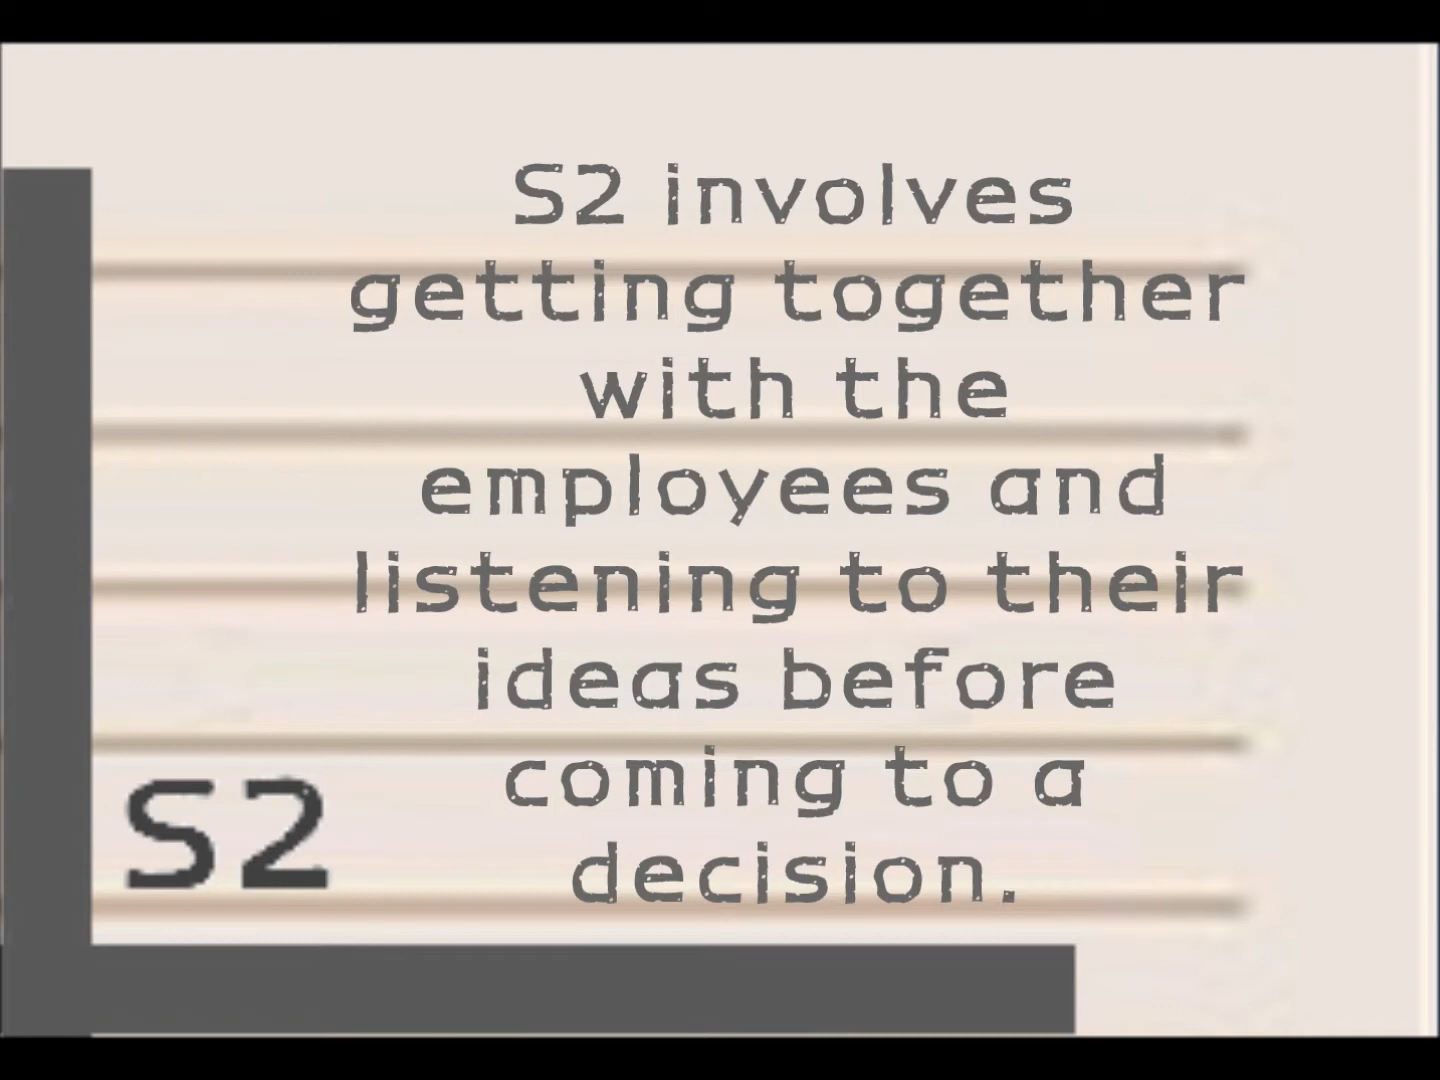 S2 involves
getting together
with the
employees and
listening to their
ideas before
coming to a
decision.
S2